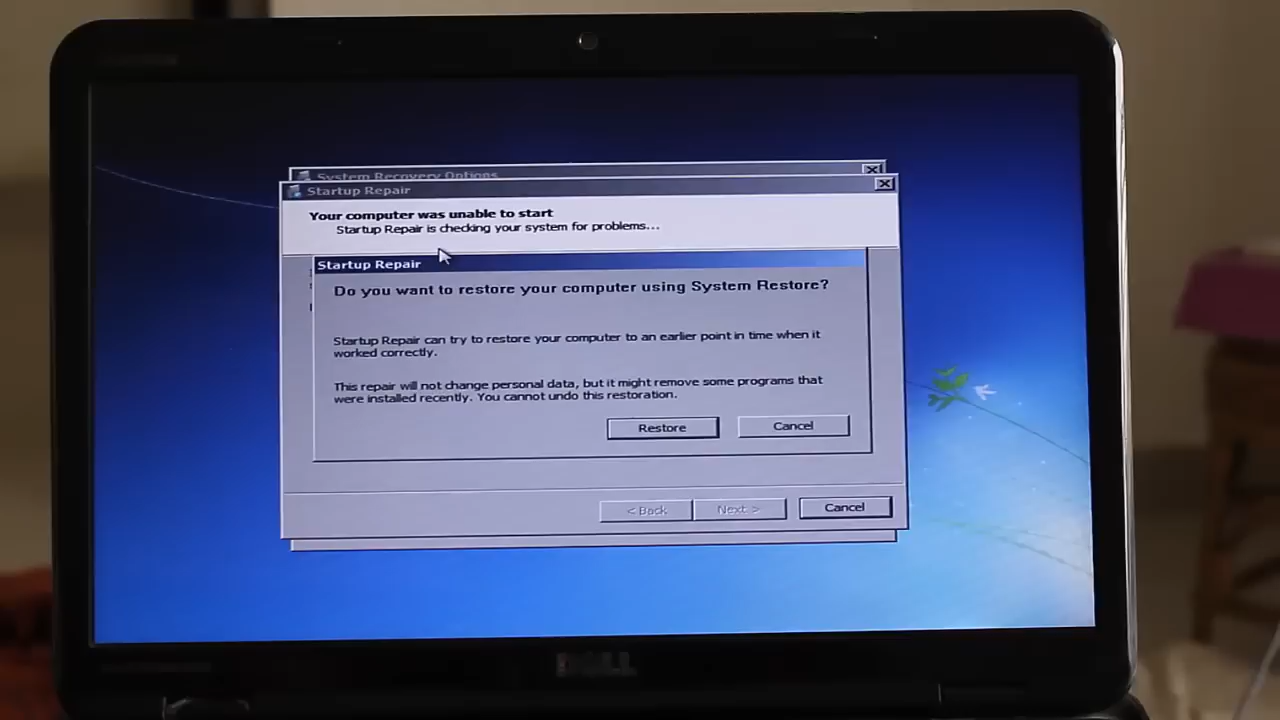 System Recovery Options
Startup Repair
Your computer was unable to start
Startup Repair is checking your system for problems...
Startup Repair
Do you want to restore your computer using System Restore?
Startup Repair can try to restore your computer to an earlier point in time when it
worked correctly.
This repair will not change personal data, but it might remove some programs that
were installed recently. You cannot undo this restoration.
Restore
Cancel
< Back
Next >
Cancel
DELL